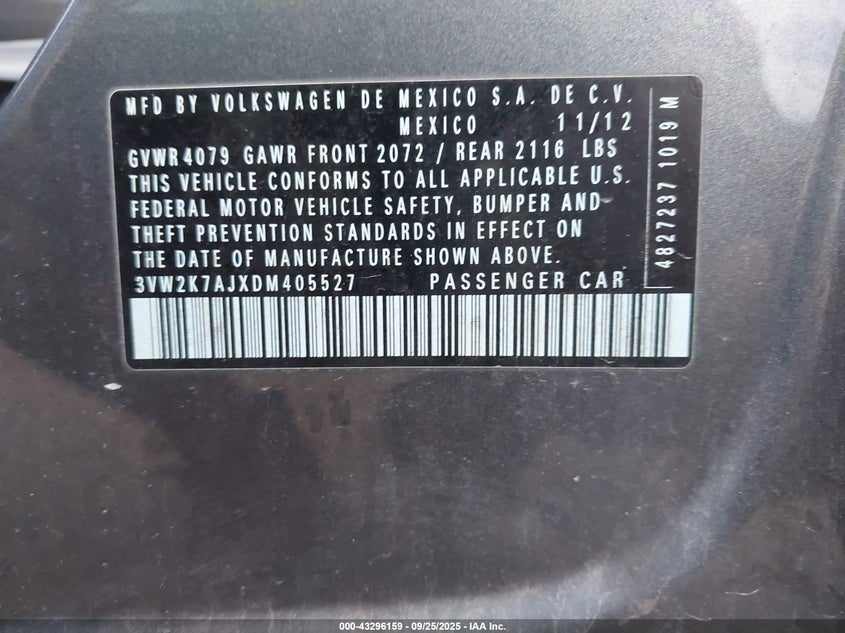 MFD BY VOLKSWAGEN DE MEXICO S.A. DE C.V.
MEXICO 11/12
GVWR 4079 GAWR FRONT 2072 / REAR 2116 LBS
THIS VEHICLE CONFORMS TO ALL APPLICABLE U.S.
FEDERAL MOTOR VEHICLE SAFETY, BUMPER AND
THEFT PREVENTION STANDARDS IN EFFECT ON
THE DATE OF MANUFACTURE SHOWN ABOVE.
3VW2K7AJXDM405527 PASSENGER CAR
4827237 1019 M
000-43296159 - 09/25/2025 - IAA Inc.